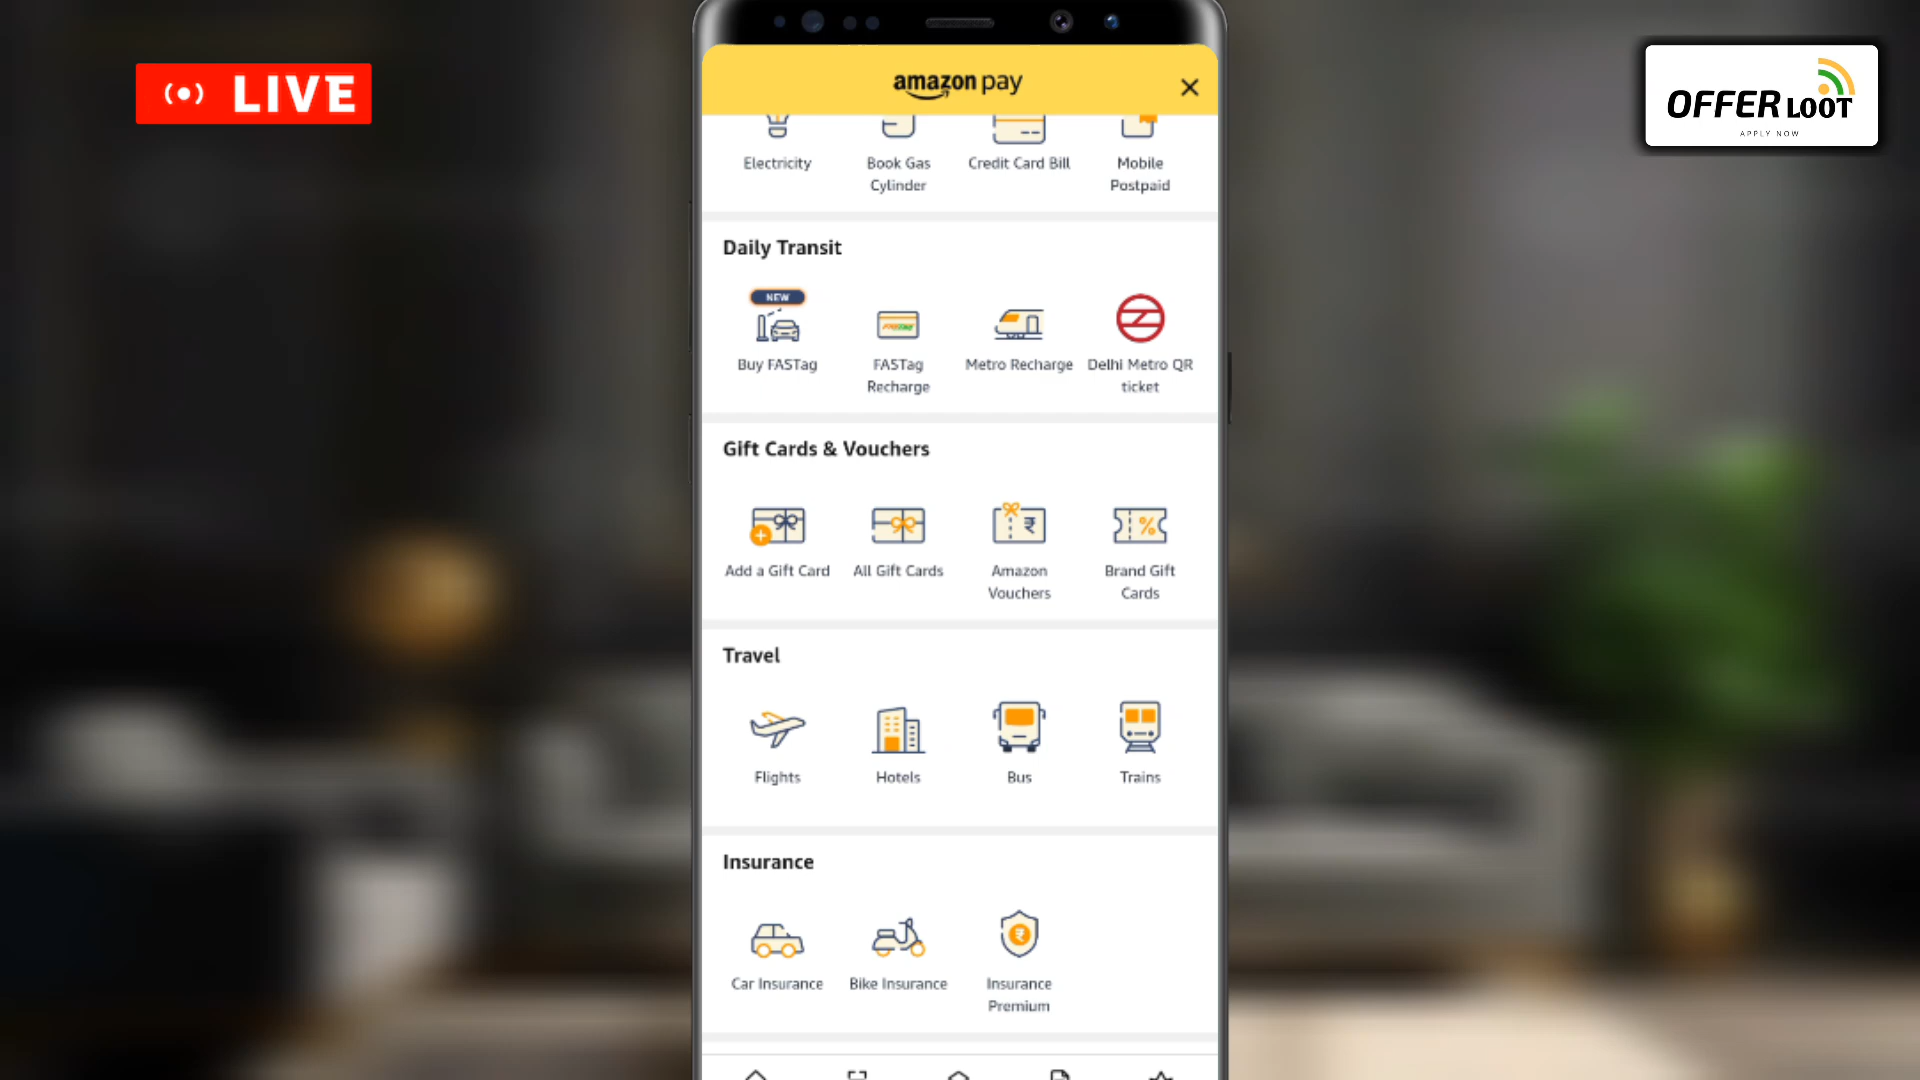 LIVE
OFFER LOOT
APPLY NOW
amazon pay
Electricity
Book Gas
Cylinder
Credit Card Bill
Mobile
Postpaid
Daily Transit
NEW
Buy FASTag
FASTag
FASTag
Recharge
Metro Recharge
Delhi Metro QR
ticket
Gift Cards & Vouchers
₹
%
Add a Gift Card
All Gift Cards
Amazon
Vouchers
Brand Gift
Cards
Travel
Flights
Hotels
Bus
Trains
Insurance
₹
Car Insurance
Bike Insurance
Insurance
Premium